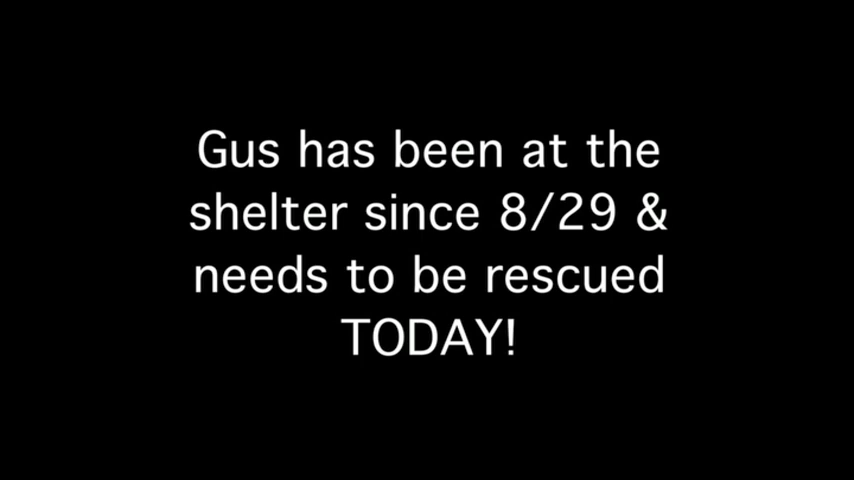 Gus has been at the
shelter since 8/29 &
needs to be rescued
TODAY!